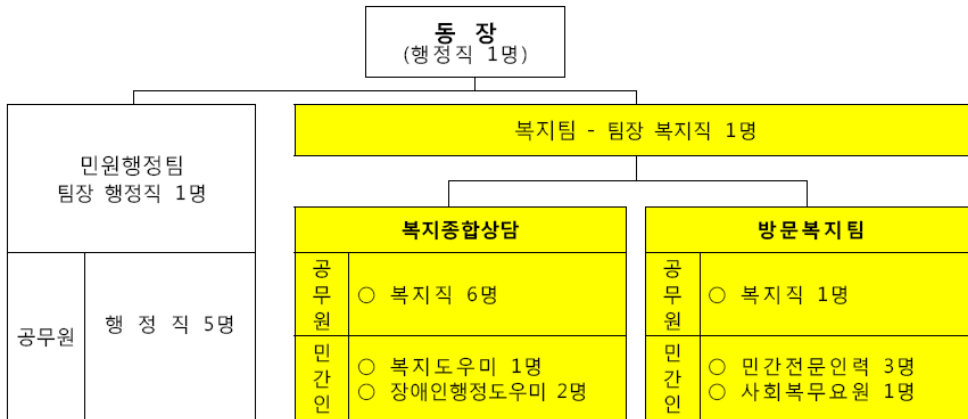 동 장
(행정직 1명)
복지팀 - 팀장 복지직 1명
민원행정팀
팀장 행정직 1명
공무원
행 정 직 5명
복지종합상담
공
무
원
○ 복지직 6명
민
간
인
○ 복지도우미 1명
○ 장애인행정도우미 2명
방문복지팀
공
무
원
○ 복지직 1명
민
간
인
○ 민간전문인력 3명
○ 사회복무요원 1명